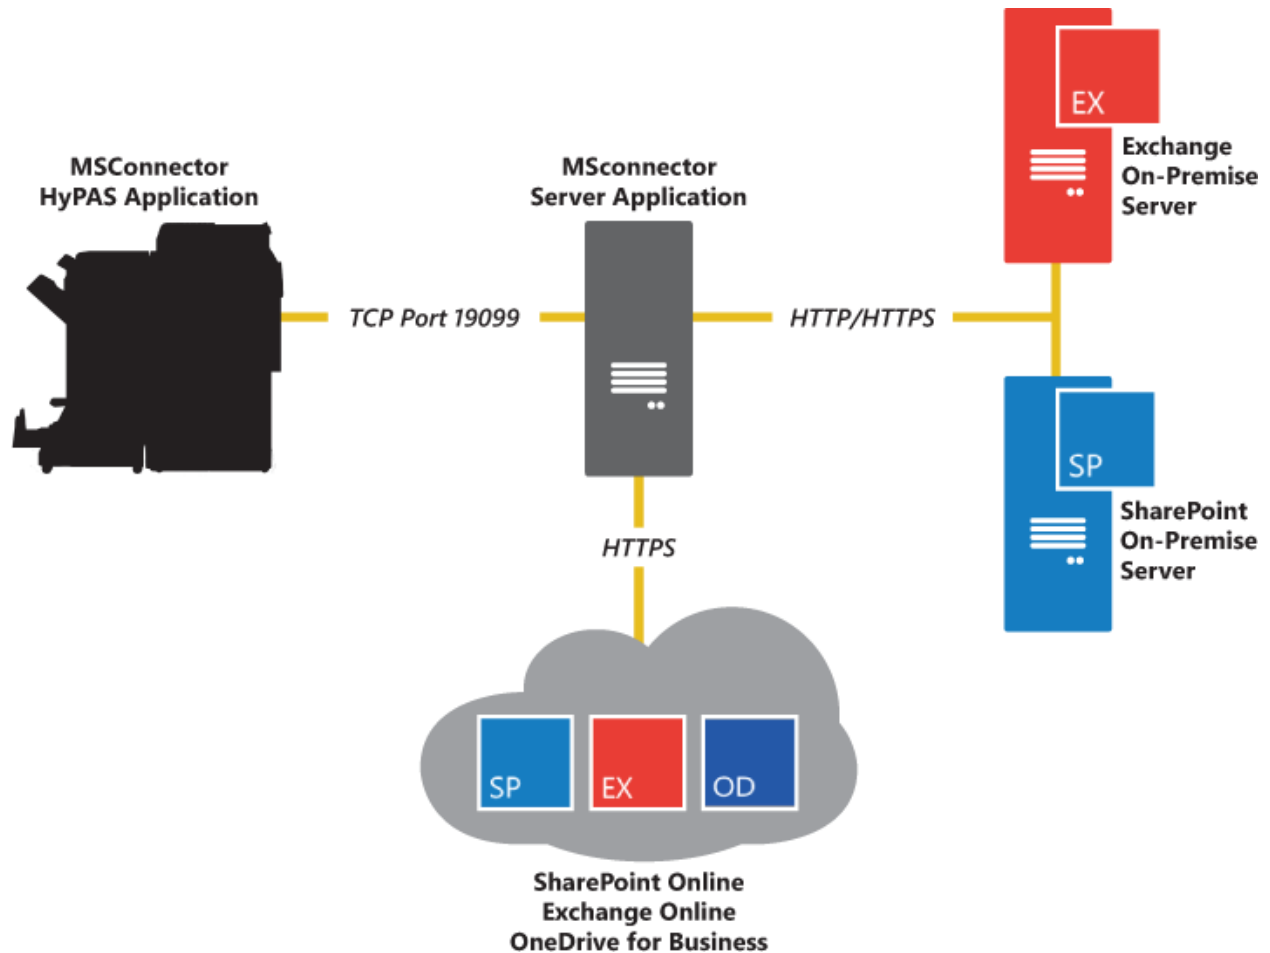 MSConnector
HyPAS Application
TCP Port 19099
MSconnector
Server Application
HTTP/HTTPS
EX
Exchange
On-Premise
Server
SP
SharePoint
On-Premise
Server
HTTPS
SP
EX
OD
SharePoint Online
Exchange Online
OneDrive for Business